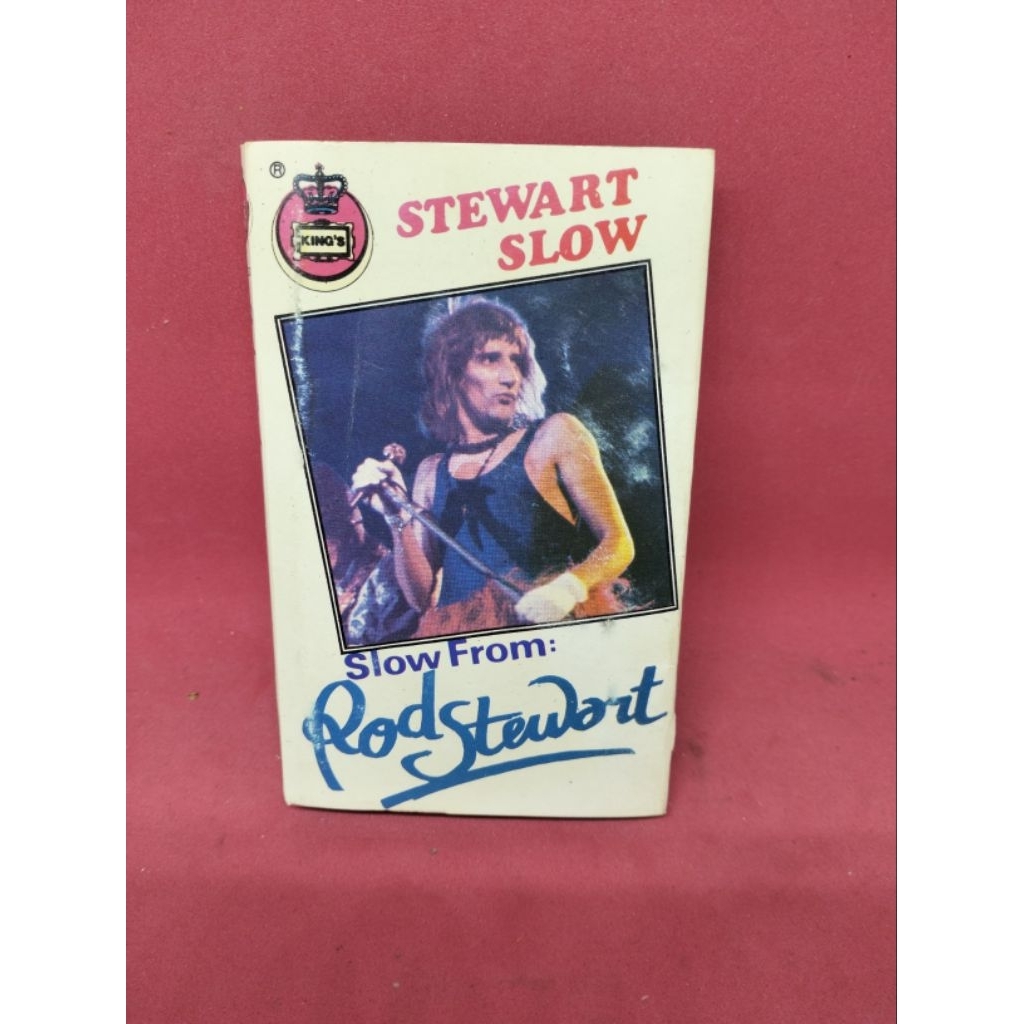 ®
KING'S
STEWART
SLOW
Slow From:
Rod Stewart